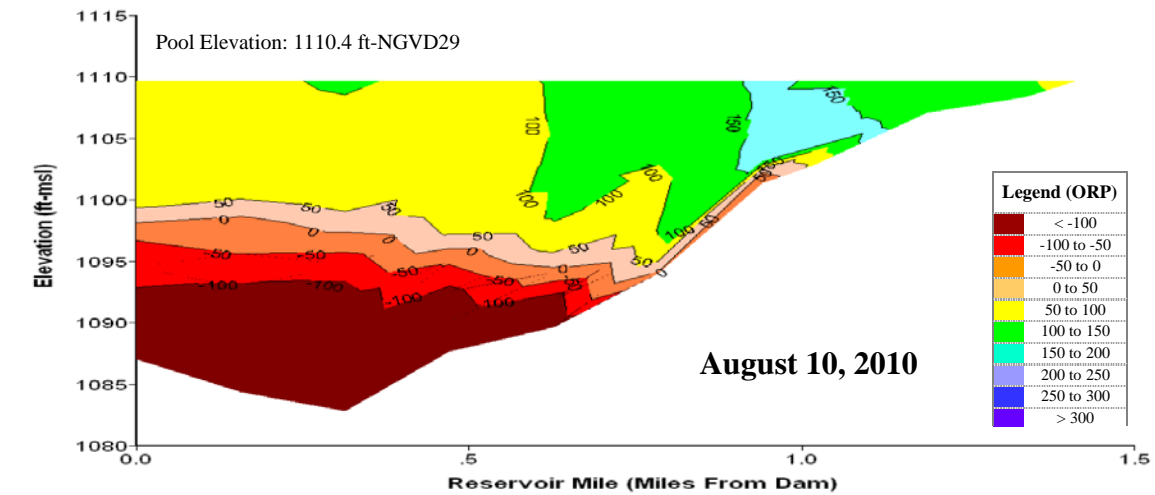 1115
Pool Elevation: 1110.4 ft-NGVD29
1110
1105
1100
1095
1090
1085
1080
Elevation (ft-msl)
150
100
150
100
100
100
150
50
100
50
50
50
50
50
50
50
0
0
0
0
0
-50
-50
-50
-50
-50
-100
-100
-100
-100
August 10, 2010
Legend (ORP)
< -100
-100 to -50
-50 to 0
0 to 50
50 to 100
100 to 150
150 to 200
200 to 250
250 to 300
> 300
0.0 .5 1.0 1.5
Reservoir Mile (Miles From Dam)